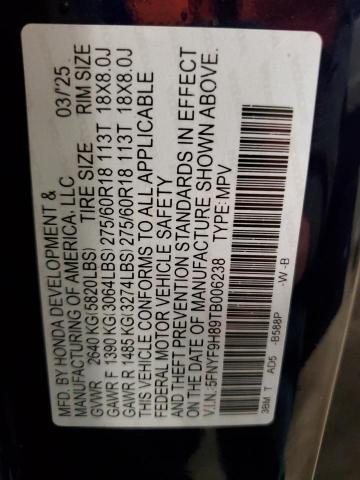 MFD. BY HONDA DEVELOPMENT & 03/'25
MANUFACTURING OF AMERICA, LLC
GVWR 2640 KG(6820LBS) TIRE SIZE RIM SIZE
GAWR F 1390 KG(3064LBS) 275/60R18 113T 18X8.0J
GAWR R 1485 KG(3274LBS) 275/60R18 113T 18X8.0J
THIS VEHICLE CONFORMS TO ALL APPLICABLE
FEDERAL MOTOR VEHICLE SAFETY
AND THEFT PREVENTION STANDARDS IN EFFECT
ON THE DATE OF MANUFACTURE SHOWN ABOVE.
V.I.N.: 5FNYF9H89TB006238 TYPE: MPV
3BM T AD5 -B588P -W -B